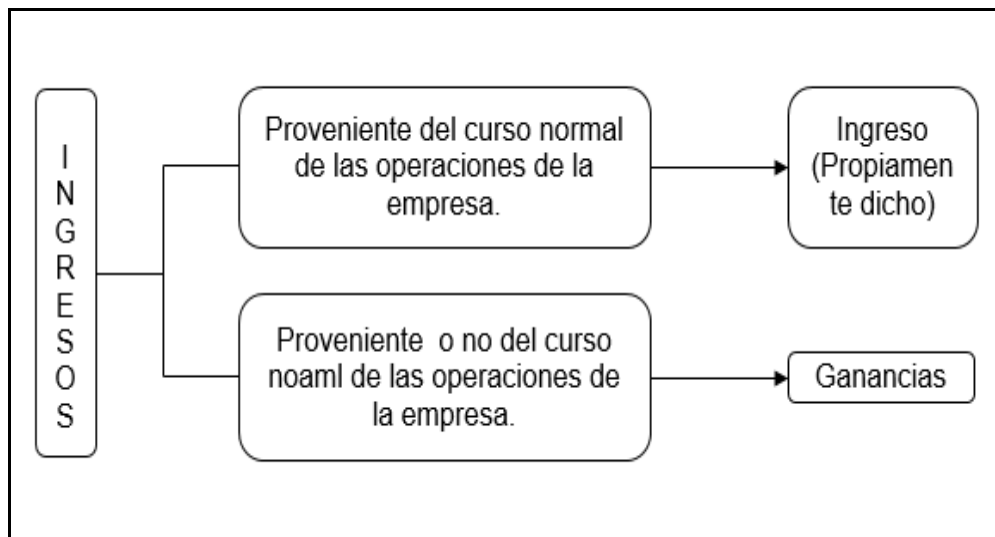 INGRESOS
Proveniente del curso normal
de las operaciones de la
empresa.
Ingreso
(Propiamen
te dicho)
Proveniente o no del curso
noaml de las operaciones de
la empresa.
Ganancias